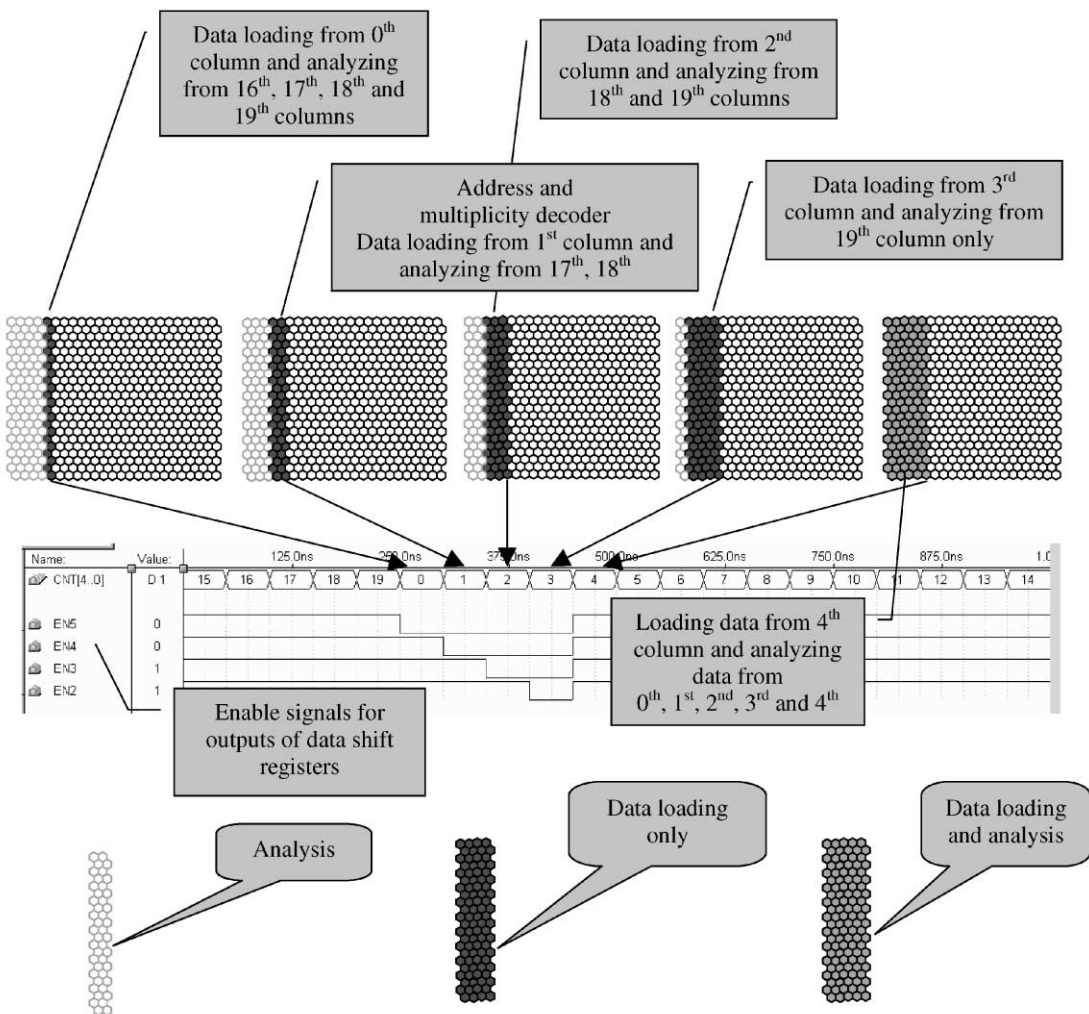 Data loading from 0th
column and analyzing
from 16th, 17th, 18th and
19th columns
Data loading from 2nd
column and analyzing from
18th and 19th columns
Address and
multiplicity decoder
Data loading from 1st column and
analyzing from 17th, 18th
Data loading from 3rd
column and analyzing from
19th column only
Name: Value: 125.0ns 250.0ns 375.0ns 500.0ns 625.0ns 750.0ns 875.0ns 1.0
CNT[4..0] D 1 15 16 17 18 19 0 1 2 3 4 5 6 7 8 9 10 11 12 13 14
EN5 0
EN4 0
EN3 1
EN2 1
Loading data from 4th
column and analyzing
data from
0th, 1st, 2nd, 3rd and 4th
Enable signals for
outputs of data shift
registers
Analysis
Data loading
only
Data loading
and analysis